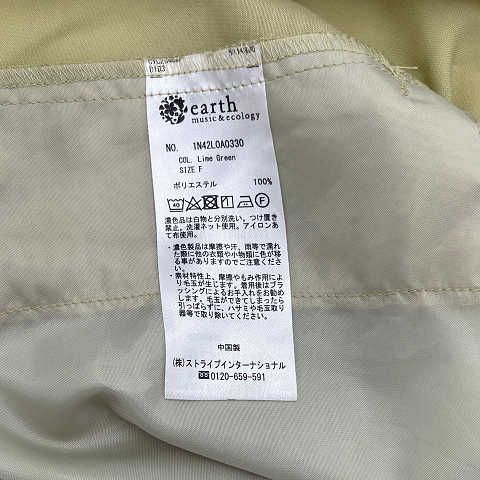 earth
music&ecology
NO. 1N42L0A0330
COL. Lime Green
SIZE F
ポリエステル 100%
40
F
濃色品は白物と分別洗い。つけ置き
禁止。洗濯ネット使用。アイロンあ
て布使用。
・濃色製品は摩擦や汗、雨等で濡れ
た際に他の衣類や小物類に色が移
る事がありますのでご注意くださ
い。
・素材特性上、摩擦やもみ作用によ
り毛玉が生じます。着用後はブラ
ッシングによるお手入れをお勧め
します。毛玉ができてしまったら
引っぱらずに、ハサミや毛玉取り
器等で取り除いてください。
中国製
(株)ストライプインターナショナル
0120-659-591